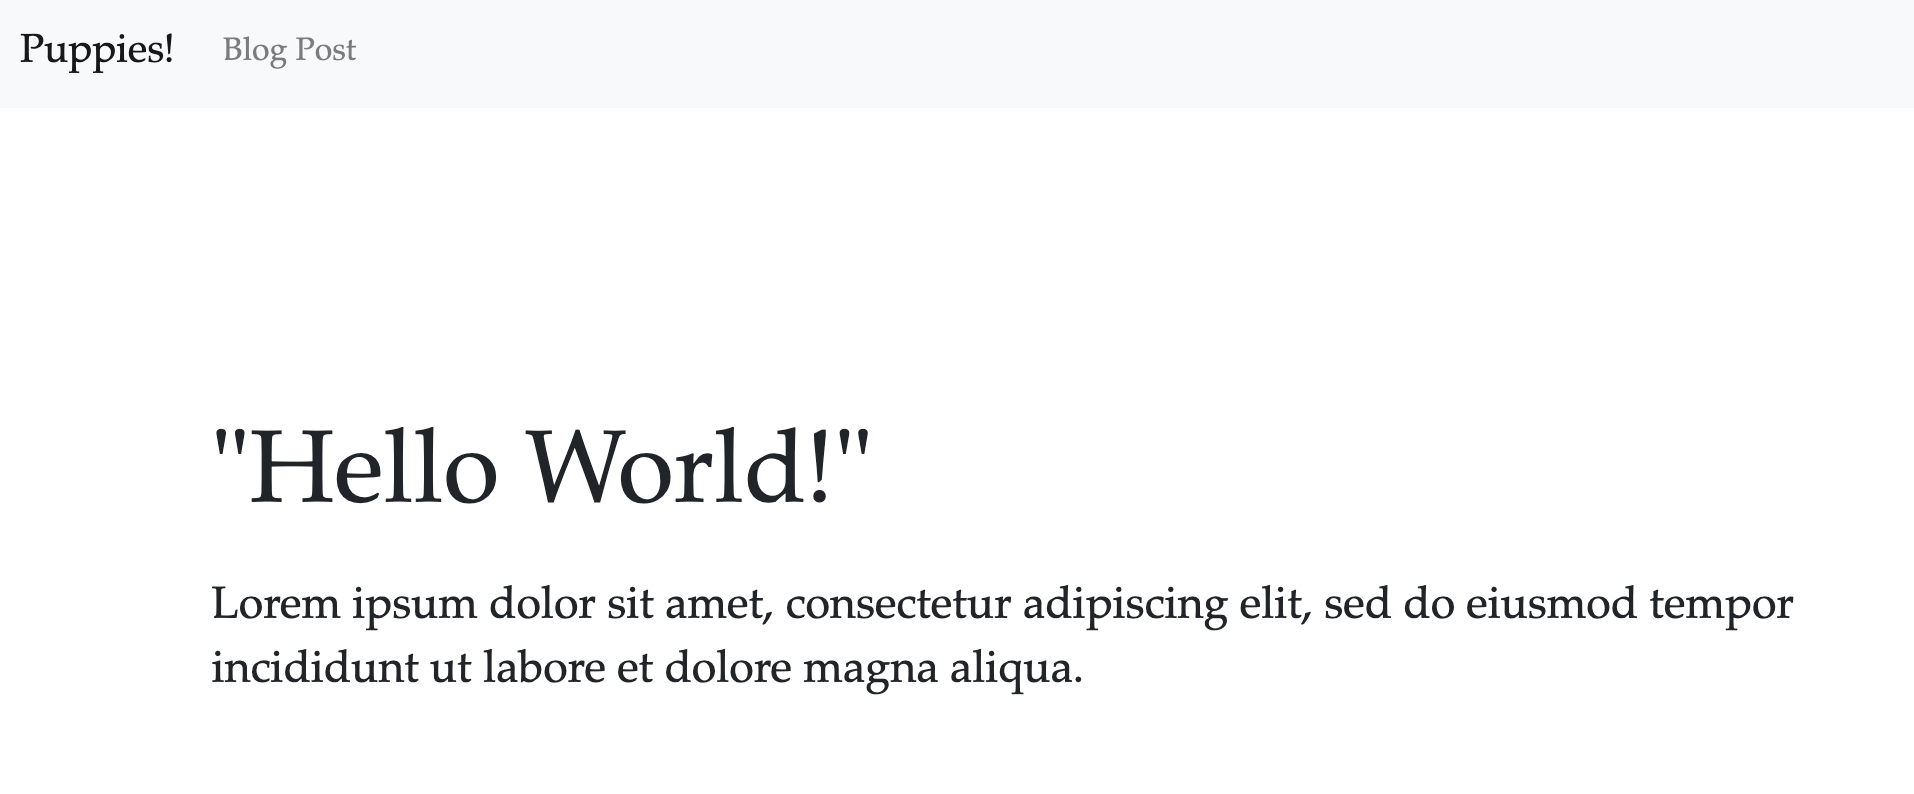 Puppies! Blog Post
"Hello World!"
Lorem ipsum dolor sit amet, consectetur adipiscing elit, sed do eiusmod tempor
incididunt ut labore et dolore magna aliqua.